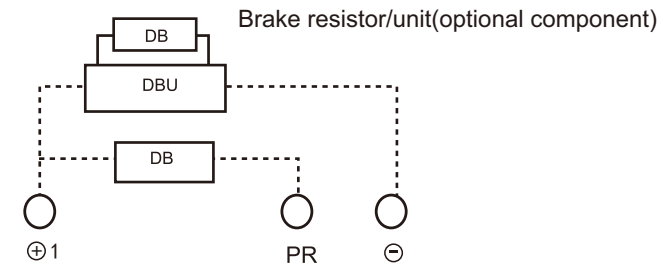 Brake resistor/unit(optional component)
DB
DBU
DB
⊕1 PR ⊖